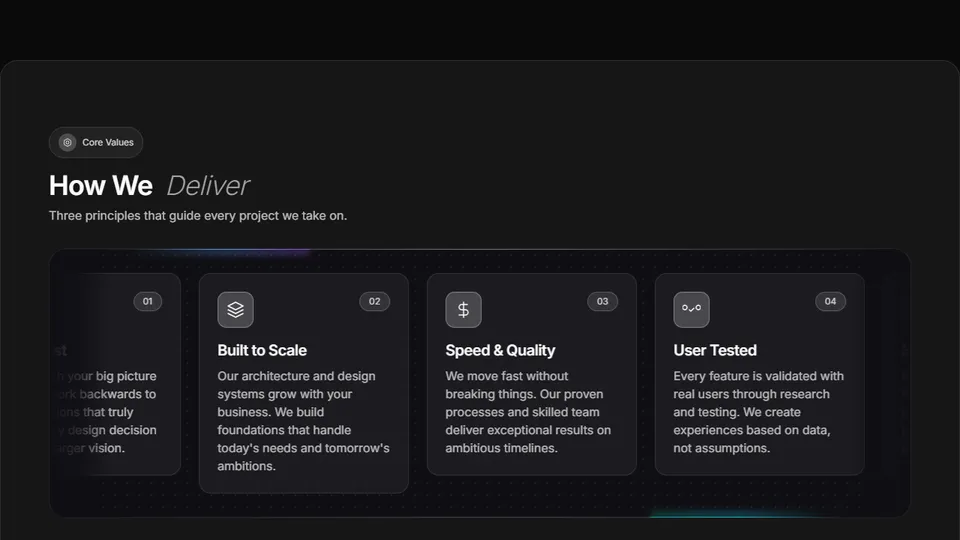 Core Values
How We Deliver
Three principles that guide every project we take on.
01
your big picture
backwards to
that truly
design decision
larger vision.
02
Built to Scale
Our architecture and design
systems grow with your
business. We build
foundations that handle
today's needs and tomorrow's
ambitions.
03
Speed & Quality
We move fast without
breaking things. Our proven
processes and skilled team
deliver exceptional results on
ambitious timelines.
04
User Tested
Every feature is validated with
real users through research
and testing. We create
experiences based on data,
not assumptions.